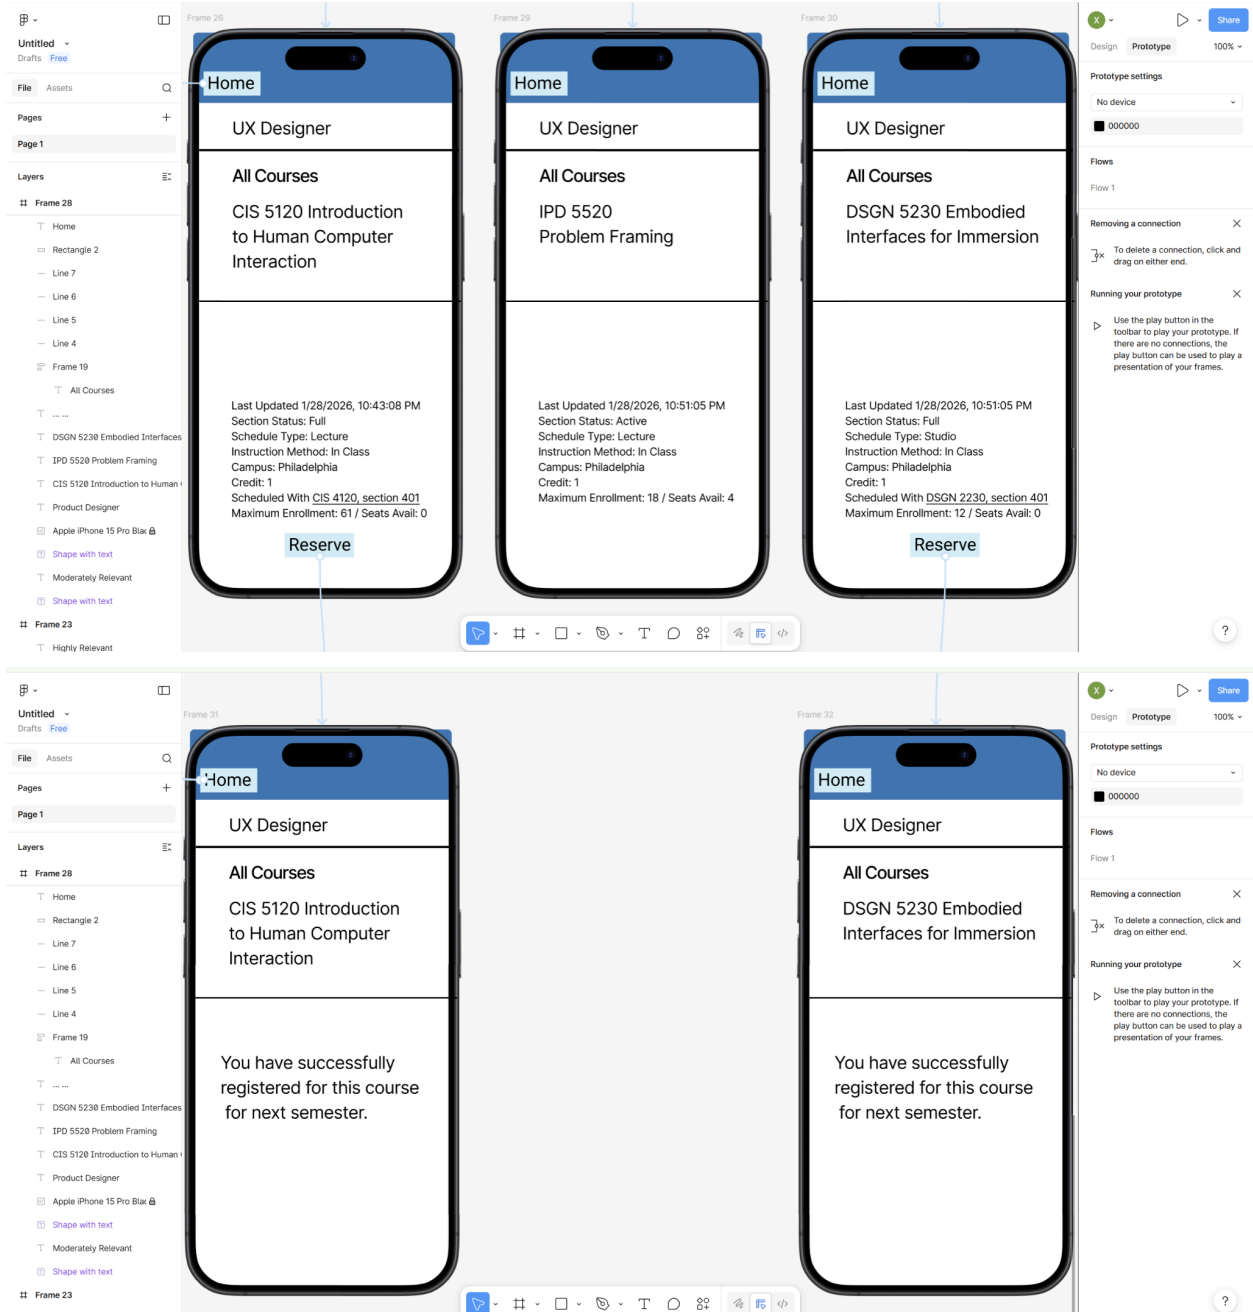 Frame 26
Frame 29
Frame 30
X
Share
Untitled
Drafts Free
Design Prototype 100%
File Assets
Home
Home
Home
Prototype settings
Pages
No device
UX Designer
UX Designer
UX Designer
000000
Page 1
Flows
Layers
All Courses
All Courses
All Courses
Flow 1
Frame 28
CIS 5120 Introduction
to Human Computer
Interaction
IPD 5520
Problem Framing
DSGN 5230 Embodied
Interfaces for Immersion
Removing a connection
To delete a connection, click and
drag on either end.
Running your prototype
Use the play button in the
toolbar to play your prototype. If
there are no connections, the
play button can be used to play a
presentation of your frames.
Home
Rectangle 2
Line 7
Line 6
Line 5
Line 4
Frame 19
All Courses
... ...
DSGN 5230 Embodied Interfaces
IPD 5520 Problem Framing
CIS 5120 Introduction to Human
Product Designer
Apple iPhone 15 Pro Blac
Shape with text
Moderately Relevant
Shape with text
Frame 23
Highly Relevant
Last Updated 1/28/2026, 10:43:08 PM
Section Status: Full
Schedule Type: Lecture
Instruction Method: In Class
Campus: Philadelphia
Credit: 1
Scheduled With CIS 4120, section 401
Maximum Enrollment: 61 / Seats Avail: 0
Reserve
Last Updated 1/28/2026, 10:51:05 PM
Section Status: Active
Schedule Type: Lecture
Instruction Method: In Class
Campus: Philadelphia
Credit: 1
Maximum Enrollment: 18 / Seats Avail: 4
Last Updated 1/28/2026, 10:51:05 PM
Section Status: Full
Schedule Type: Studio
Instruction Method: In Class
Campus: Philadelphia
Credit: 1
Scheduled With DSGN 2230, section 401
Maximum Enrollment: 12 / Seats Avail: 0
Reserve
?
Frame 31
Frame 32
X
Share
Untitled
Drafts Free
Design Prototype 100%
File Assets
Home
Home
Prototype settings
Pages
No device
000000
Page 1
UX Designer
UX Designer
Flows
Layers
Flow 1
Frame 28
All Courses
All Courses
CIS 5120 Introduction
to Human Computer
Interaction
DSGN 5230 Embodied
Interfaces for Immersion
Removing a connection
To delete a connection, click and
drag on either end.
Running your prototype
Use the play button in the
toolbar to play your prototype. If
there are no connections, the
play button can be used to play a
presentation of your frames.
Home
Rectangle 2
Line 7
Line 6
Line 5
Line 4
Frame 19
All Courses
... ...
DSGN 5230 Embodied Interfaces
IPD 5520 Problem Framing
CIS 5120 Introduction to Human
Product Designer
Apple iPhone 15 Pro Blac
Shape with text
Moderately Relevant
Shape with text
Frame 23
You have successfully
registered for this course
for next semester.
You have successfully
registered for this course
for next semester.
?